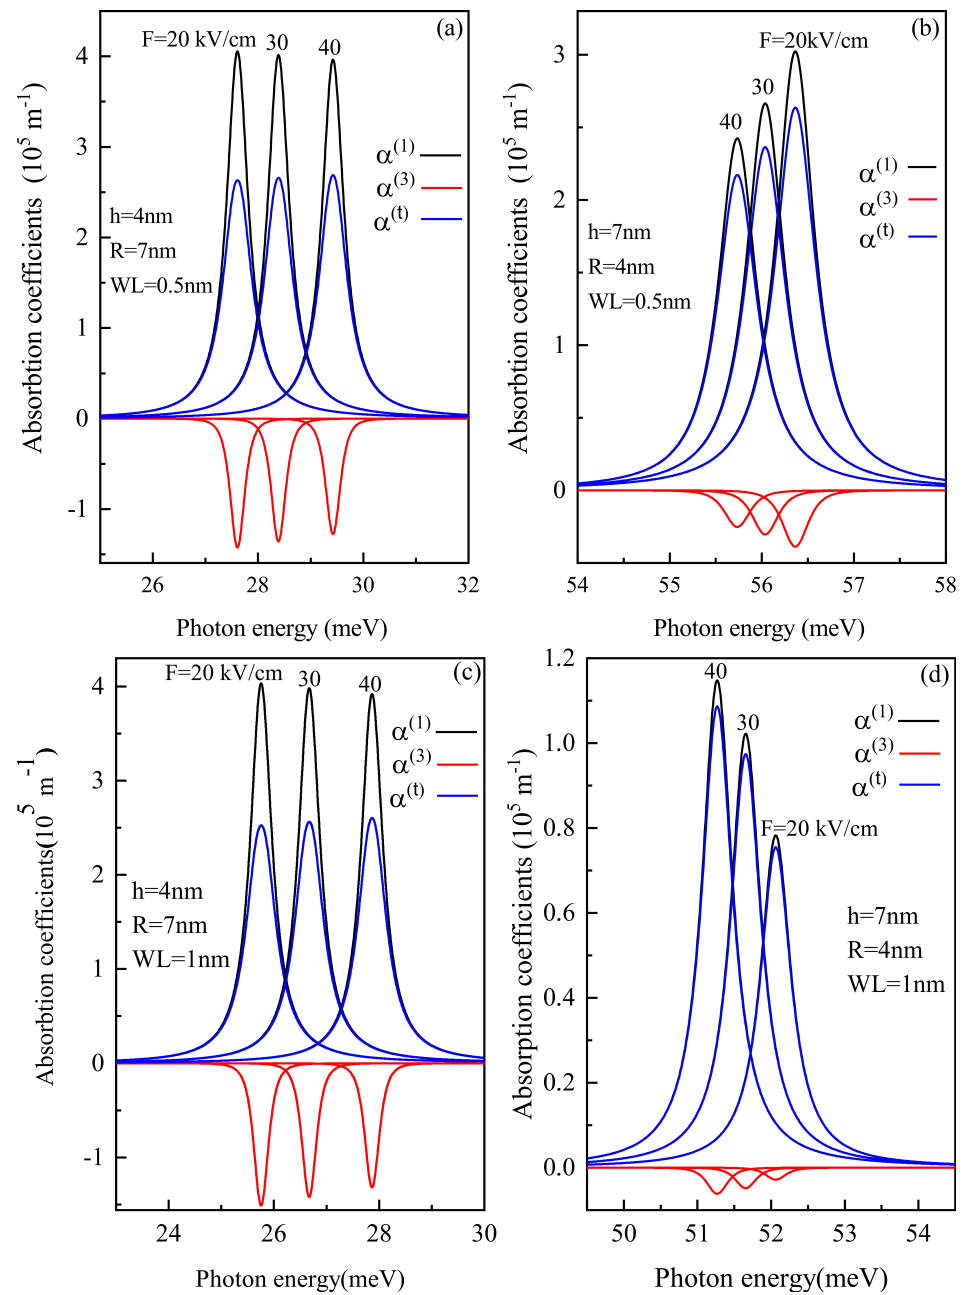 (a)
F=20 kV/cm
30
40
α(1)
α(3)
α(t)
h=4nm
R=7nm
WL=0.5nm
4
3
2
1
0
-1
Absorbtion coefficients (10^5 m^-1)
26
28
30
32
Photon energy (meV)
(b)
F=20kV/cm
30
40
α(1)
α(3)
α(t)
h=7nm
R=4nm
WL=0.5nm
3
2
1
0
Absorbtion coefficients (10^5 m^-1)
54
55
56
57
58
Photon energy (meV)
(c)
F=20 kV/cm
30
40
α(1)
α(3)
α(t)
h=4nm
R=7nm
WL=1nm
4
3
2
1
0
-1
Absorbtion coefficients(10^5 m^-1)
24
26
28
30
Photon energy(meV)
(d)
40
30
F=20 kV/cm
α(1)
α(3)
α(t)
h=7nm
R=4nm
WL=1nm
1.2
1.0
0.8
0.6
0.4
0.2
0.0
Absorption coefficients (10^5 m^-1)
50
51
52
53
54
Photon energy(meV)